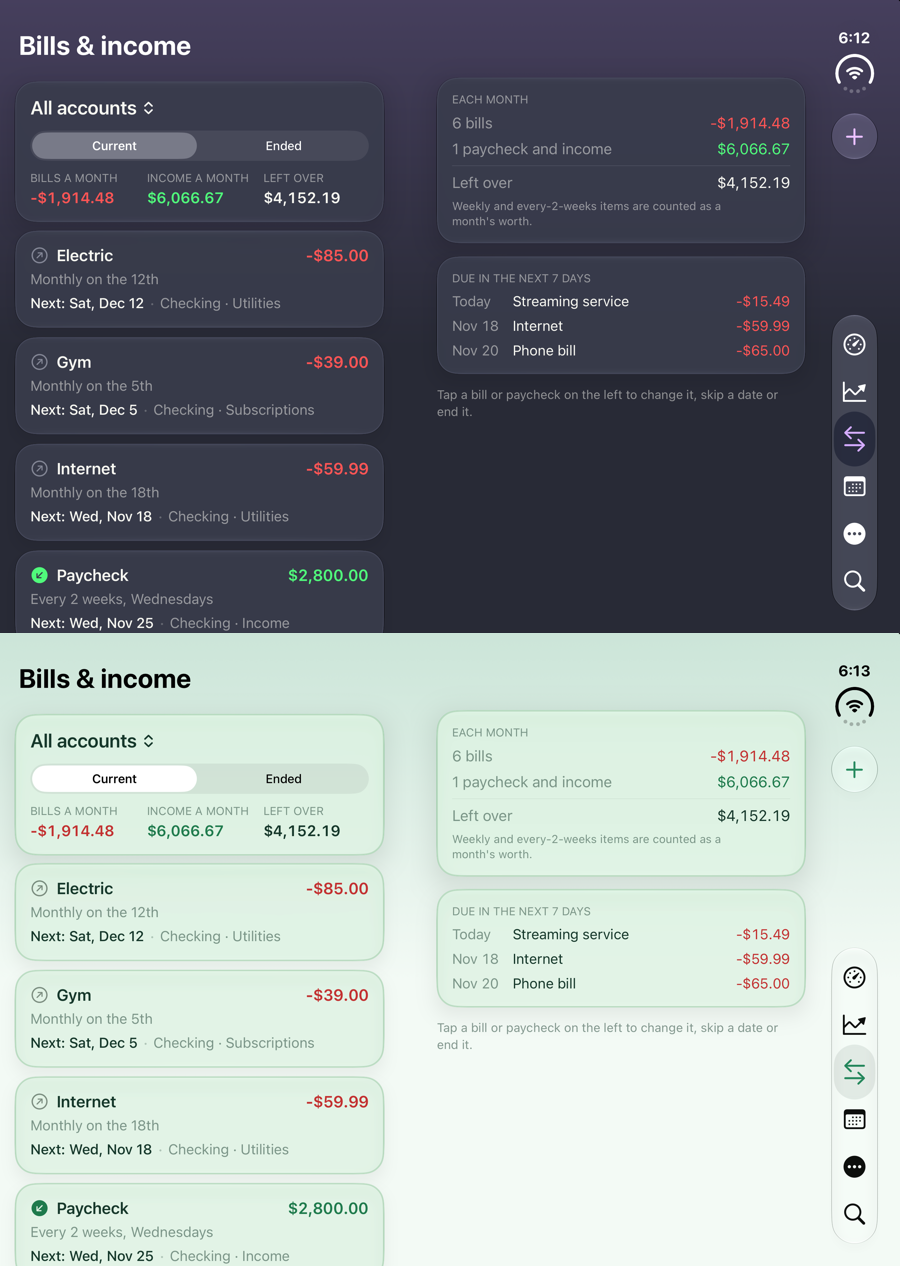 Bills & income
6:12
All accounts
Current Ended
BILLS A MONTH INCOME A MONTH LEFT OVER
-$1,914.48 $6,066.67 $4,152.19
Electric -$85.00
Monthly on the 12th
Next: Sat, Dec 12 · Checking · Utilities
Gym -$39.00
Monthly on the 5th
Next: Sat, Dec 5 · Checking · Subscriptions
Internet -$59.99
Monthly on the 18th
Next: Wed, Nov 18 · Checking · Utilities
Paycheck $2,800.00
Every 2 weeks, Wednesdays
Next: Wed, Nov 25 · Checking · Income
EACH MONTH
6 bills -$1,914.48
1 paycheck and income $6,066.67
Left over $4,152.19
Weekly and every-2-weeks items are counted as a
month's worth.
DUE IN THE NEXT 7 DAYS
Today Streaming service -$15.49
Nov 18 Internet -$59.99
Nov 20 Phone bill -$65.00
Tap a bill or paycheck on the left to change it, skip a date or
end it.
Bills & income
6:13
All accounts
Current Ended
BILLS A MONTH INCOME A MONTH LEFT OVER
-$1,914.48 $6,066.67 $4,152.19
Electric -$85.00
Monthly on the 12th
Next: Sat, Dec 12 · Checking · Utilities
Gym -$39.00
Monthly on the 5th
Next: Sat, Dec 5 · Checking · Subscriptions
Internet -$59.99
Monthly on the 18th
Next: Wed, Nov 18 · Checking · Utilities
Paycheck $2,800.00
Every 2 weeks, Wednesdays
Next: Wed, Nov 25 · Checking · Income
EACH MONTH
6 bills -$1,914.48
1 paycheck and income $6,066.67
Left over $4,152.19
Weekly and every-2-weeks items are counted as a
month's worth.
DUE IN THE NEXT 7 DAYS
Today Streaming service -$15.49
Nov 18 Internet -$59.99
Nov 20 Phone bill -$65.00
Tap a bill or paycheck on the left to change it, skip a date or
end it.